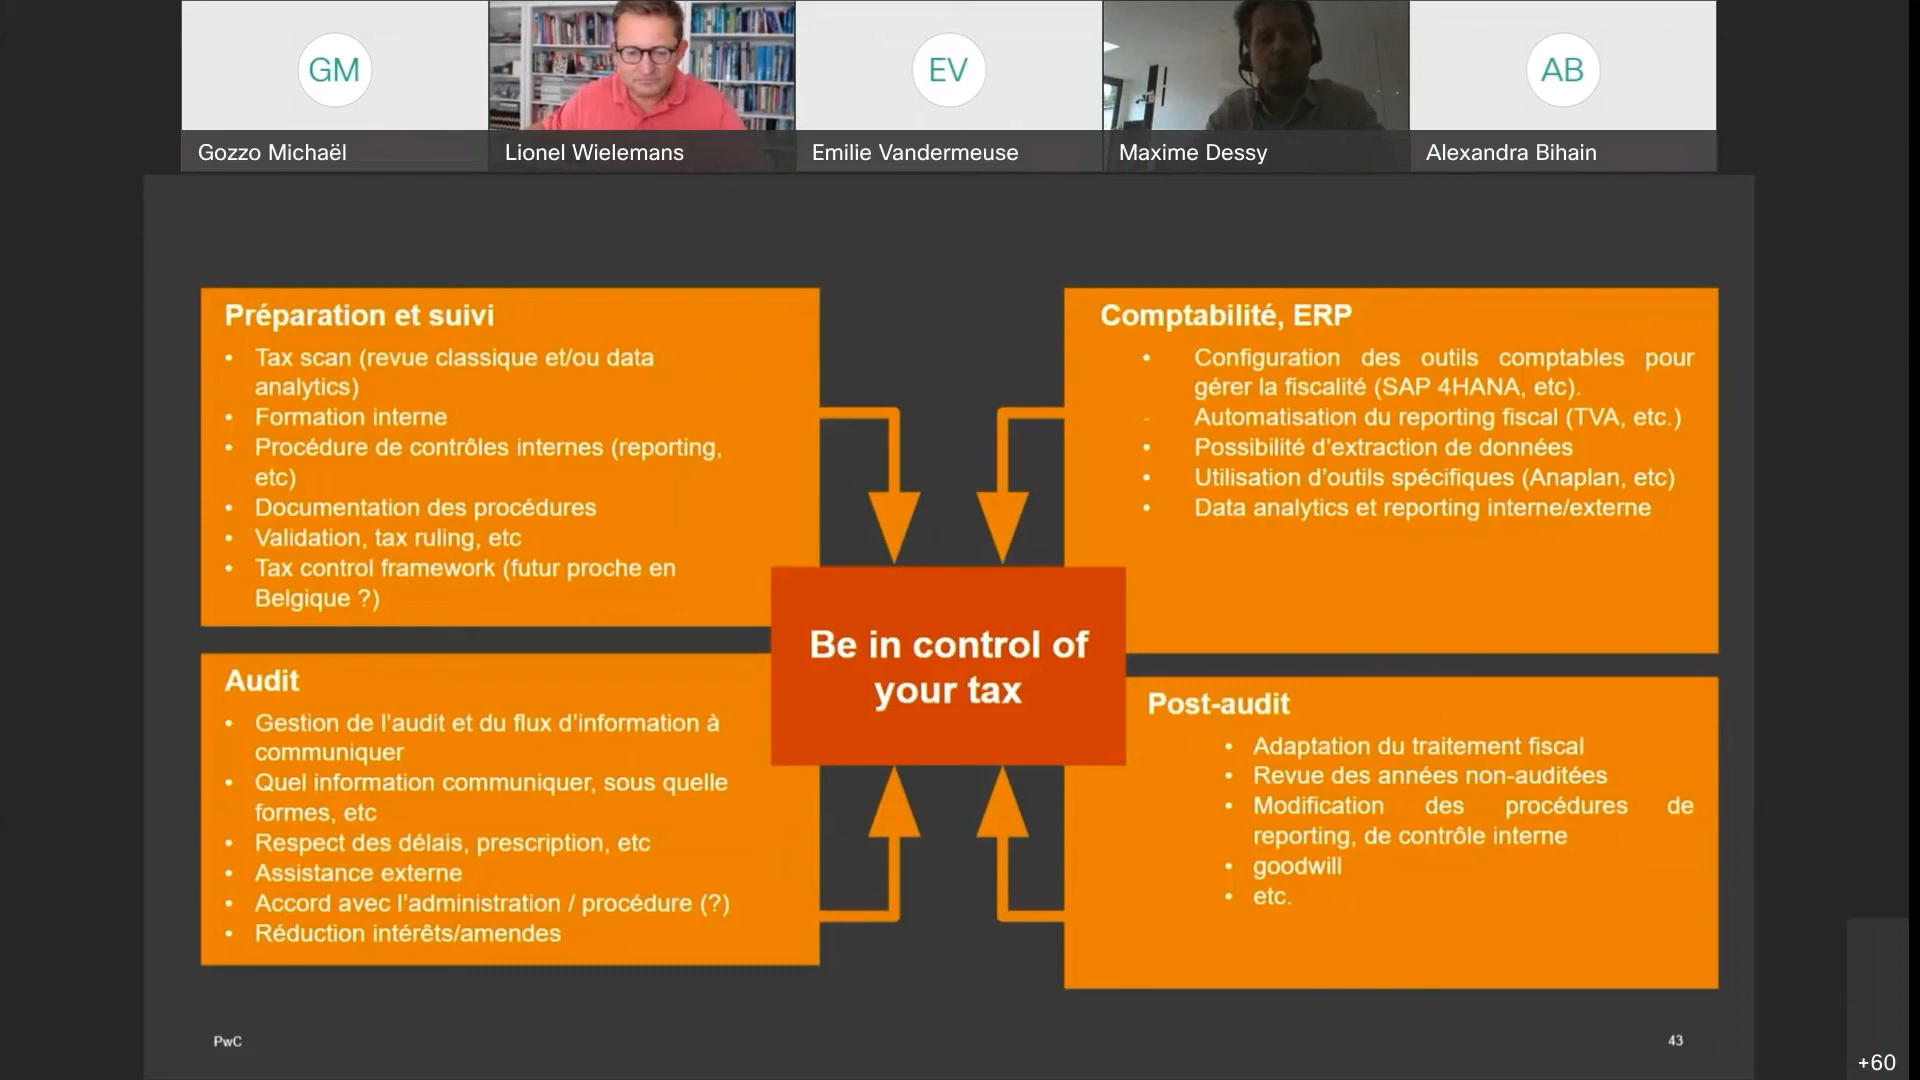 GM
EV
AB
Gozzo Michaël
Lionel Wielemans
Emilie Vandermeuse
Maxime Dessy
Alexandra Bihain
Préparation et suivi
• Tax scan (revue classique et/ou data
analytics)
• Formation interne
• Procédure de contrôles internes (reporting,
etc)
• Documentation des procédures
• Validation, tax ruling, etc
• Tax control framework (futur proche en
Belgique ?)
Comptabilité, ERP
• Configuration des outils comptables pour
gérer la fiscalité (SAP 4HANA, etc).
- Automatisation du reporting fiscal (TVA, etc.)
• Possibilité d'extraction de données
• Utilisation d'outils spécifiques (Anaplan, etc)
• Data analytics et reporting interne/externe
Be in control of
your tax
Audit
• Gestion de l'audit et du flux d'information à
communiquer
• Quel information communiquer, sous quelle
formes, etc
• Respect des délais, prescription, etc
• Assistance externe
• Accord avec l'administration / procédure (?)
• Réduction intérêts/amendes
Post-audit
• Adaptation du traitement fiscal
• Revue des années non-auditées
• Modification des procédures de
reporting, de contrôle interne
• goodwill
• etc.
PwC
43
+60